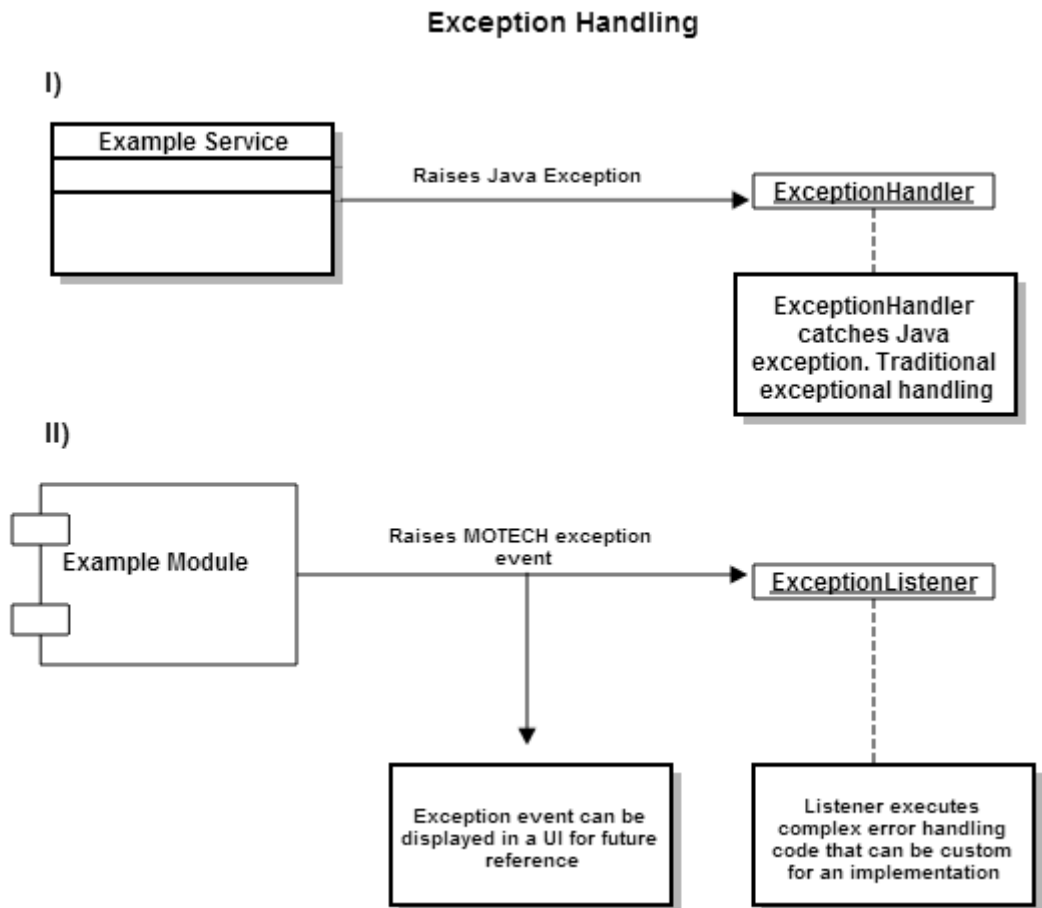 Exception Handling
I)
Example Service
Raises Java Exception
ExceptionHandler
ExceptionHandler
catches Java
exception. Traditional
exceptional handling
II)
Example Module
Raises MOTECH exception
event
ExceptionListener
Exception event can be
displayed in a UI for future
reference
Listener executes
complex error handling
code that can be custom
for an implementation